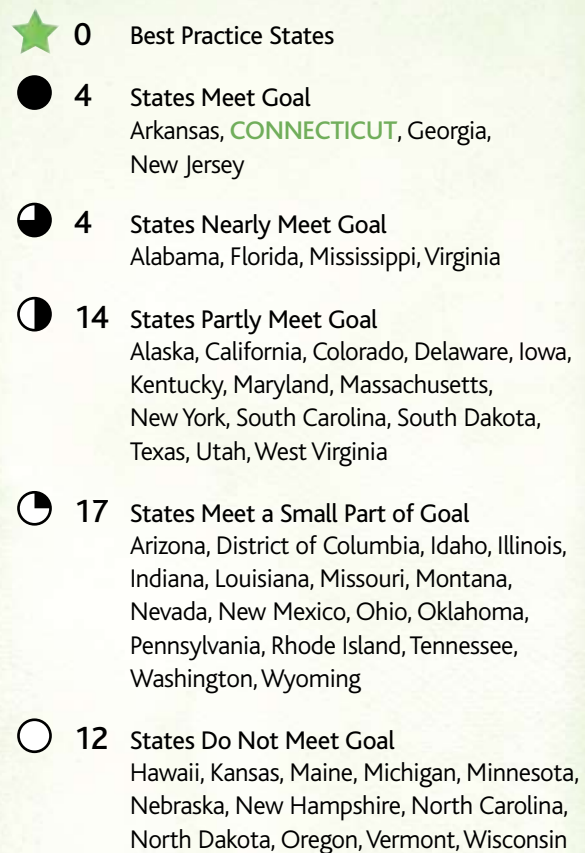 0 Best Practice States
4 States Meet Goal
Arkansas, CONNECTICUT, Georgia,
New Jersey
4 States Nearly Meet Goal
Alabama, Florida, Mississippi, Virginia
14 States Partly Meet Goal
Alaska, California, Colorado, Delaware, Iowa,
Kentucky, Maryland, Massachusetts,
New York, South Carolina, South Dakota,
Texas, Utah, West Virginia
17 States Meet a Small Part of Goal
Arizona, District of Columbia, Idaho, Illinois,
Indiana, Louisiana, Missouri, Montana,
Nevada, New Mexico, Ohio, Oklahoma,
Pennsylvania, Rhode Island, Tennessee,
Washington, Wyoming
12 States Do Not Meet Goal
Hawaii, Kansas, Maine, Michigan, Minnesota,
Nebraska, New Hampshire, North Carolina,
North Dakota, Oregon, Vermont, Wisconsin